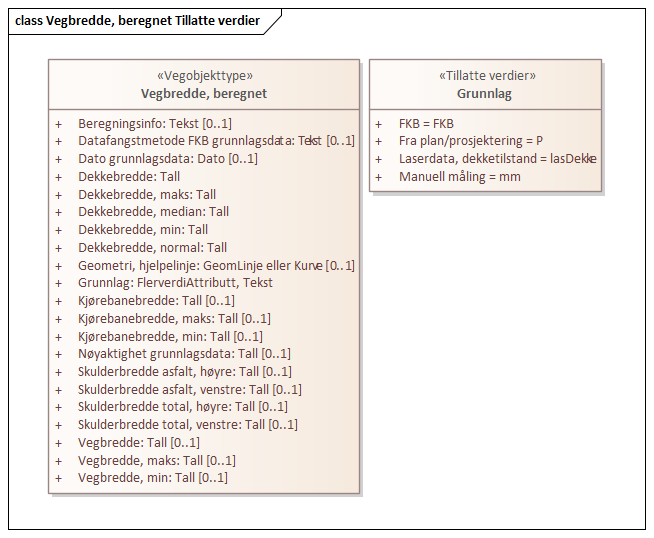 class Vegbredde, beregnet Tillatte verdier
«Vegobjekttype»
Vegbredde, beregnet
+ Beregningsinfo: Tekst [0..1]
+ Datafangstmetode FKB grunnlagsdata: Tekst [0..1]
+ Dato grunnlagsdata: Dato [0..1]
+ Dekkebredde: Tall
+ Dekkebredde, maks: Tall
+ Dekkebredde, median: Tall
+ Dekkebredde, min: Tall
+ Dekkebredde, normal: Tall
+ Geometri, hjelpelinje: GeomLinje eller Kurve [0..1]
+ Grunnlag: FlerverdiAttributt, Tekst
+ Kjørebanebredde: Tall [0..1]
+ Kjørebanebredde, maks: Tall [0..1]
+ Kjørebanebredde, min: Tall [0..1]
+ Nøyaktighet grunnlagsdata: Tall [0..1]
+ Skulderbredde asfalt, høyre: Tall [0..1]
+ Skulderbredde asfalt, venstre: Tall [0..1]
+ Skulderbredde total, høyre: Tall [0..1]
+ Skulderbredde total, venstre: Tall [0..1]
+ Vegbredde: Tall [0..1]
+ Vegbredde, maks: Tall [0..1]
+ Vegbredde, min: Tall [0..1]
«Tillatte verdier»
Grunnlag
+ FKB = FKB
+ Fra plan/prosjektering = P
+ Laserdata, dekketilstand = lasDekke
+ Manuell måling = mm